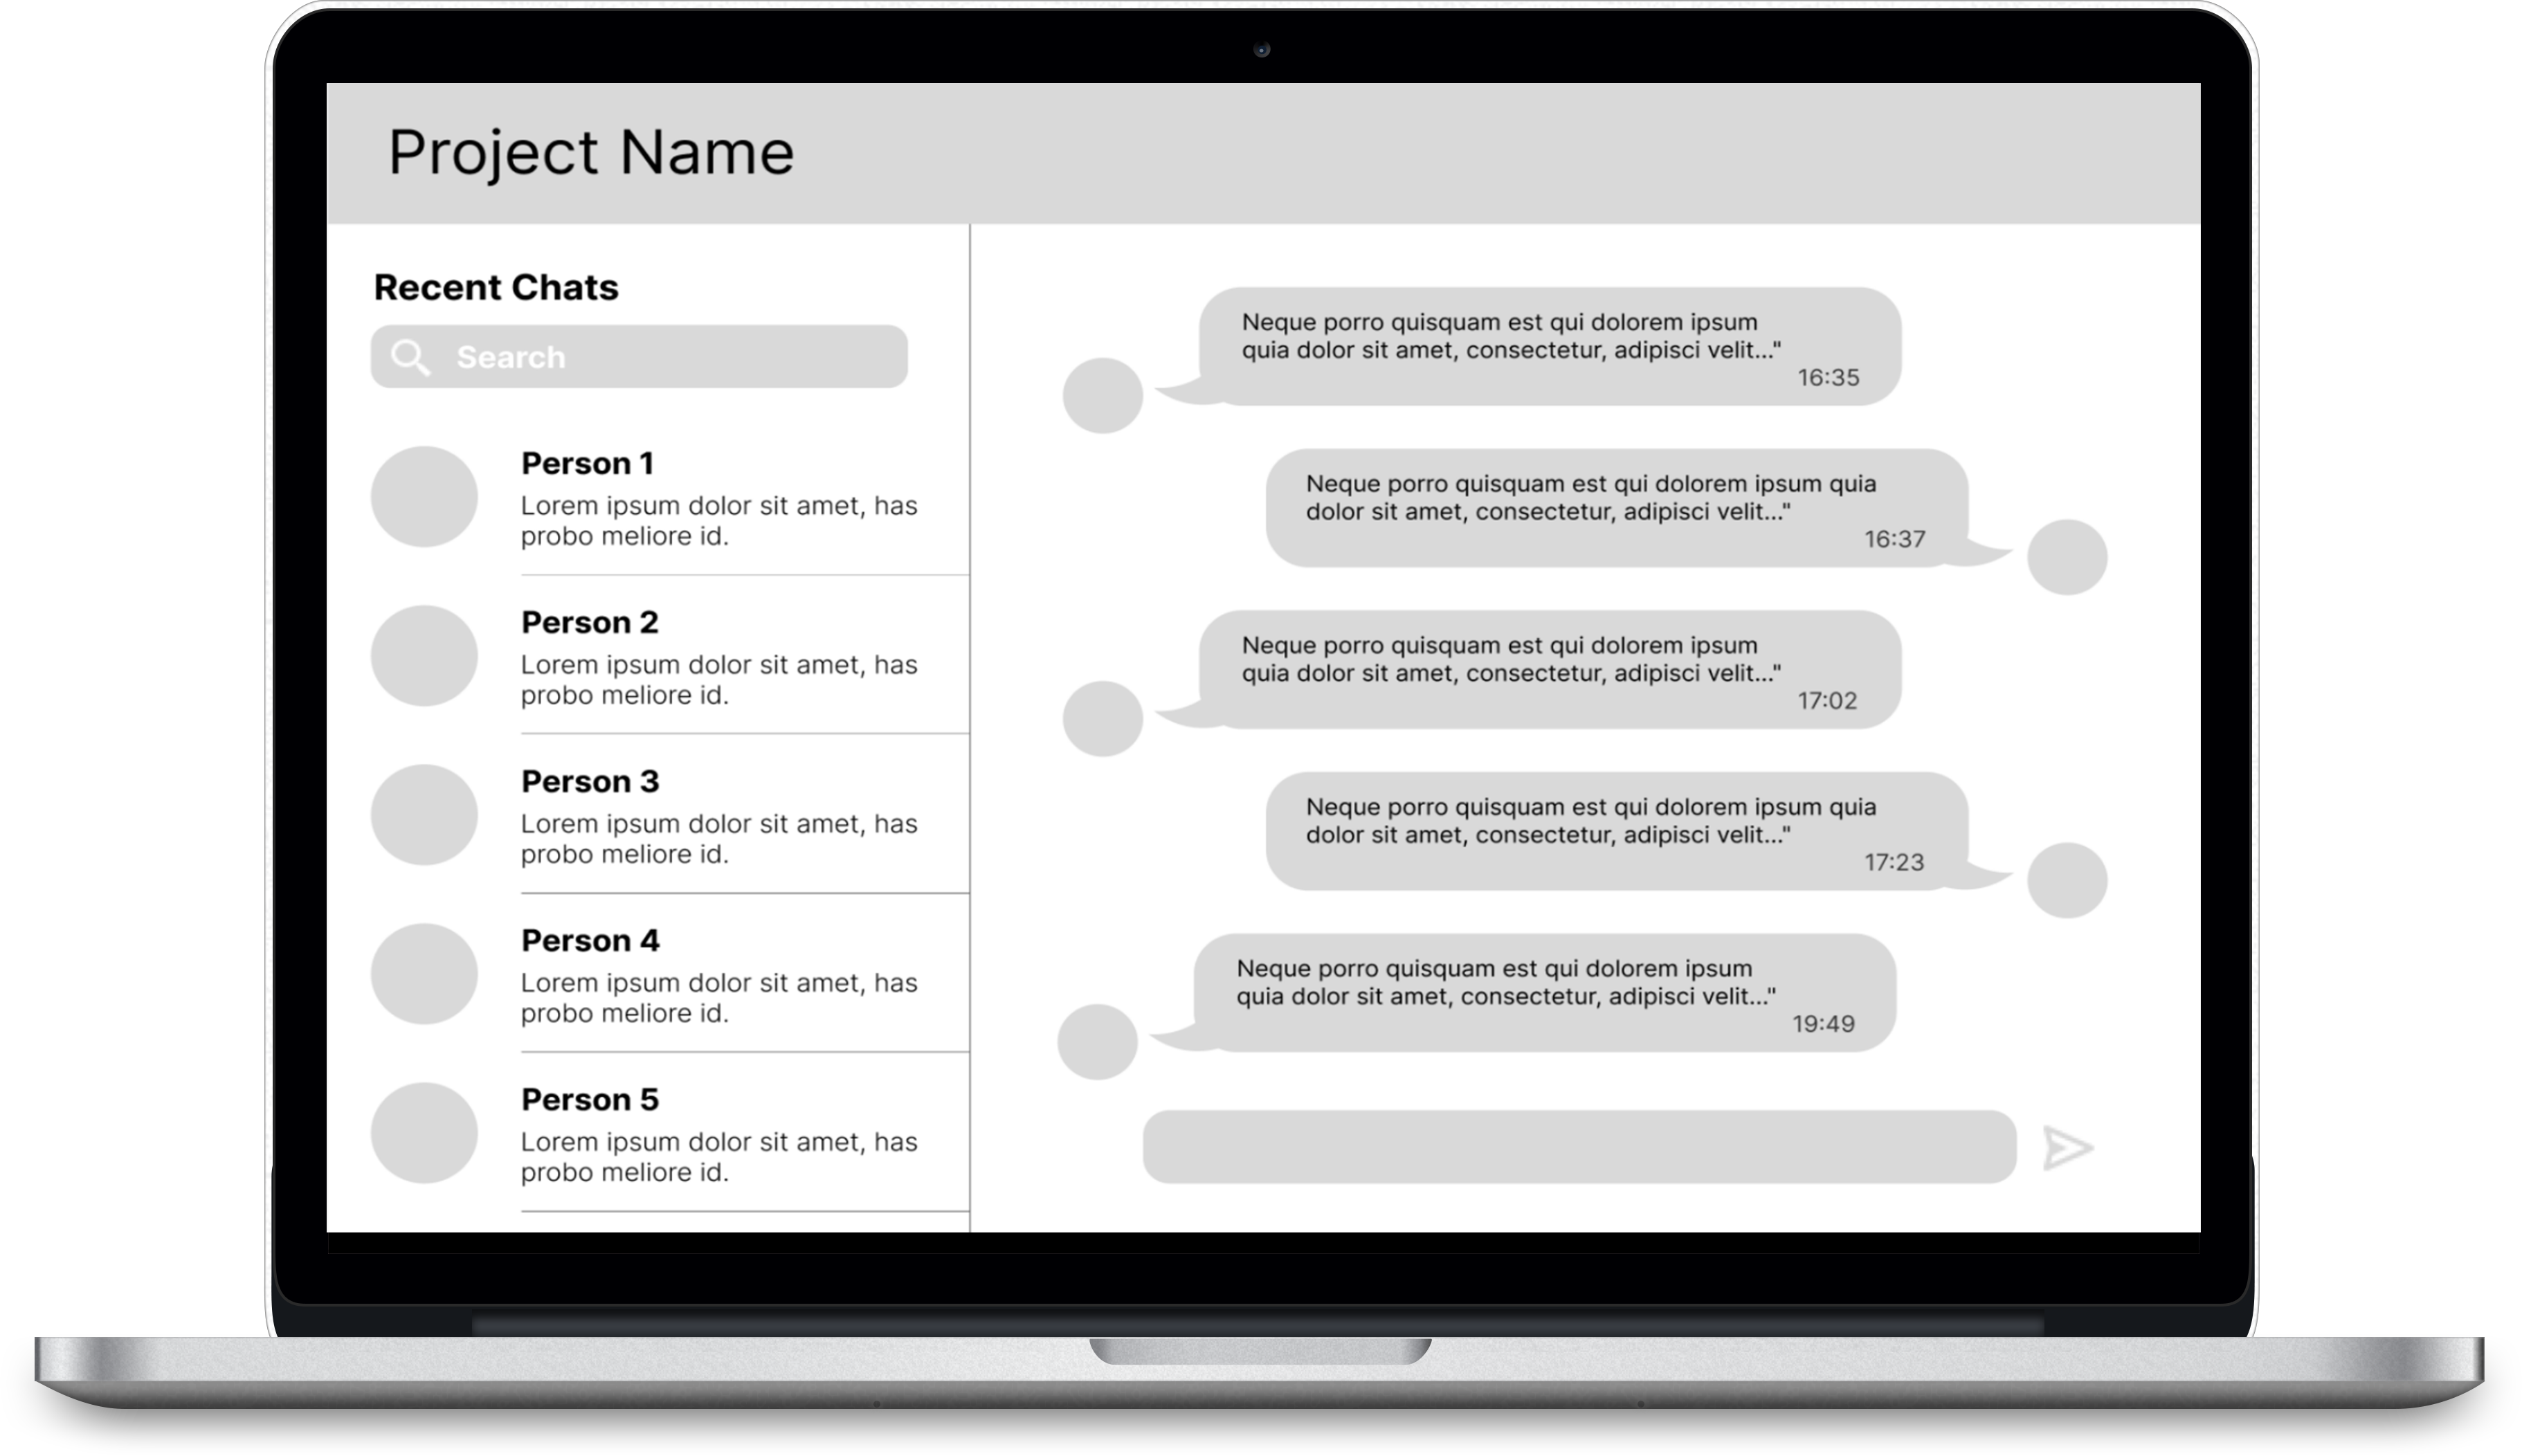 Project Name
Recent Chats
Search
Person 1
Lorem ipsum dolor sit amet, has
probo meliore id.
Person 2
Lorem ipsum dolor sit amet, has
probo meliore id.
Person 3
Lorem ipsum dolor sit amet, has
probo meliore id.
Person 4
Lorem ipsum dolor sit amet, has
probo meliore id.
Person 5
Lorem ipsum dolor sit amet, has
probo meliore id.
Neque porro quisquam est qui dolorem ipsum
quia dolor sit amet, consectetur, adipisci velit..."
16:35
Neque porro quisquam est qui dolorem ipsum quia
dolor sit amet, consectetur, adipisci velit..."
16:37
Neque porro quisquam est qui dolorem ipsum
quia dolor sit amet, consectetur, adipisci velit..."
17:02
Neque porro quisquam est qui dolorem ipsum quia
dolor sit amet, consectetur, adipisci velit..."
17:23
Neque porro quisquam est qui dolorem ipsum
quia dolor sit amet, consectetur, adipisci velit..."
19:49